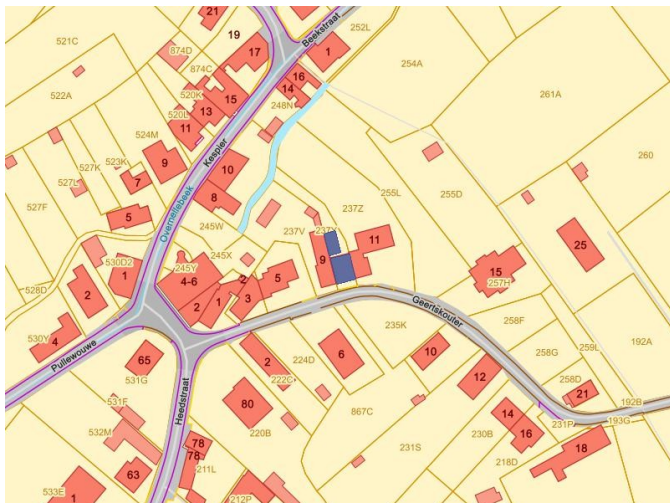 21
19
17
874D
874C
521C
522A
520K
15
13
520L
11
524M
9
523K
7
527K
527L
527F
5
Beekstraat
252L
1
16
14
248N
254A
261A
260
Kespier
10
8
245W
255L
255D
237Z
237V
9
11
15
257H
25
530D2
1
2
528D
530Y
4
245X
245Y
4-6
2
1
2
3
5
Geertskouter
235K
258F
258G
259L
192A
258D
21
192B
193G
231P
Pullewouwe
65
531G
531F
532M
63
533E
1
Heedstraat
78
78
211L
212P
2
222C
224D
6
80
220B
867C
231S
10
12
14
16
230B
218D
18